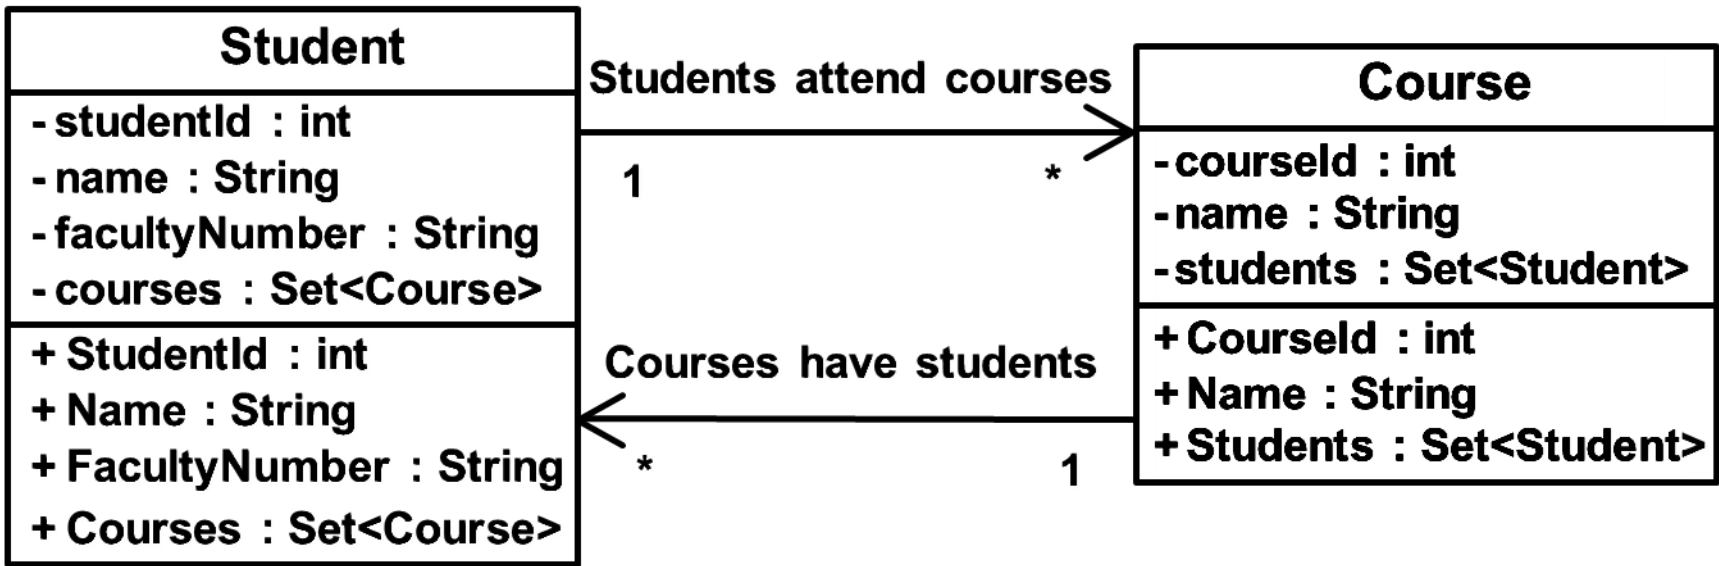 Student
- studentId : int
- name : String
- facultyNumber : String
- courses : Set<Course>
+ StudentId : int
+ Name : String
+ FacultyNumber : String
+ Courses : Set<Course>
Students attend courses
1 *
Courses have students
* 1
Course
- courseId : int
- name : String
- students : Set<Student>
+ CourseId : int
+ Name : String
+ Students : Set<Student>